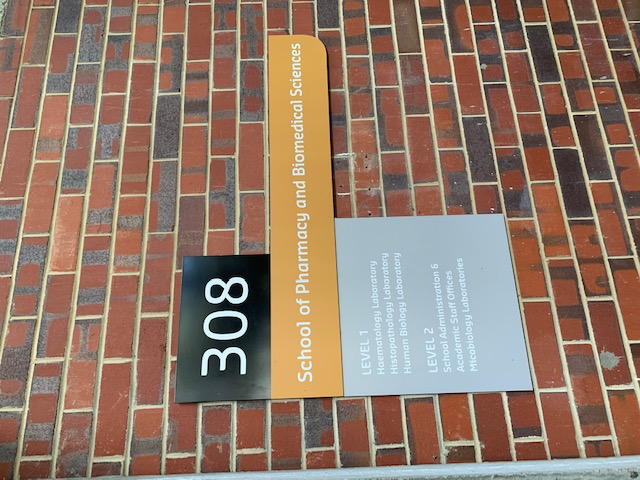 308
School of Pharmacy and Biomedical Sciences
LEVEL 1
Haematology Laboratory
Histopathology Laboratory
Human Biology Laboratory
LEVEL 2
School Administration &
Academic Staff Offices
Micobiology Laboratories